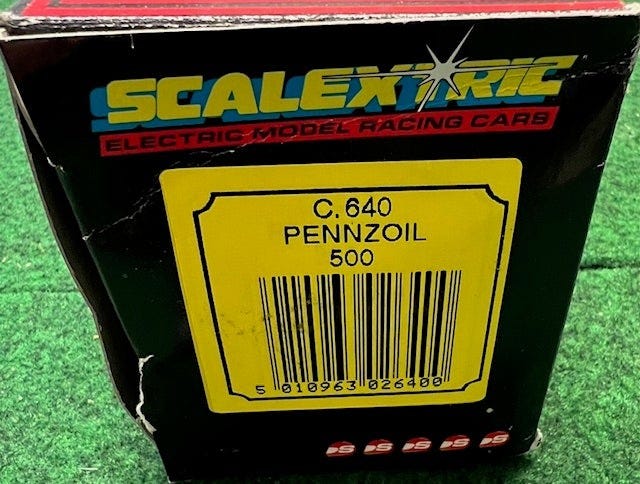 SCALEXTRIC
ELECTRIC MODEL RACING CARS
C.640
PENNZOIL
500
5 010963 026400